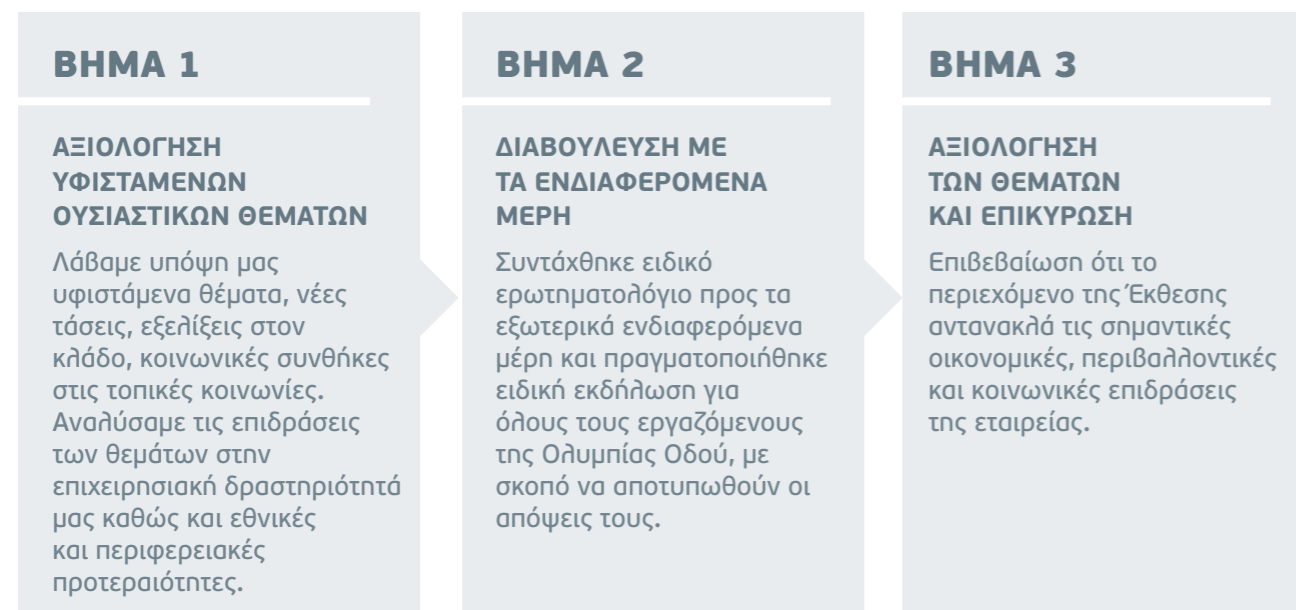 ΒΗΜΑ 1
ΑΞΙΟΛΟΓΗΣΗ
ΥΦΙΣΤΑΜΕΝΩΝ
ΟΥΣΙΑΣΤΙΚΩΝ ΘΕΜΑΤΩΝ
Λάβαμε υπόψη μας
υφιστάμενα θέματα, νέες
τάσεις, εξελίξεις στον
κλάδο, κοινωνικές συνθήκες
στις τοπικές κοινωνίες.
Αναλύσαμε τις επιδράσεις
των θεμάτων στην
επιχειρησιακή δραστηριότητά
μας καθώς και εθνικές
και περιφερειακές
προτεραιότητες.
ΒΗΜΑ 2
ΔΙΑΒΟΥΛΕΥΣΗ ΜΕ
ΤΑ ΕΝΔΙΑΦΕΡΟΜΕΝΑ
ΜΕΡΗ
Συντάχθηκε ειδικό
ερωτηματολόγιο προς τα
εξωτερικά ενδιαφερόμενα
μέρη και πραγματοποιήθηκε
ειδική εκδήλωση για
όλους τους εργαζόμενους
της Ολυμπίας Οδού, με
σκοπό να αποτυπωθούν οι
απόψεις τους.
ΒΗΜΑ 3
ΑΞΙΟΛΟΓΗΣΗ
ΤΩΝ ΘΕΜΑΤΩΝ
ΚΑΙ ΕΠΙΚΥΡΩΣΗ
Επιβεβαίωση ότι το
περιεχόμενο της Έκθεσης
αντανακλά τις σημαντικές
οικονομικές, περιβαλλοντικές
και κοινωνικές επιδράσεις
της εταιρείας.